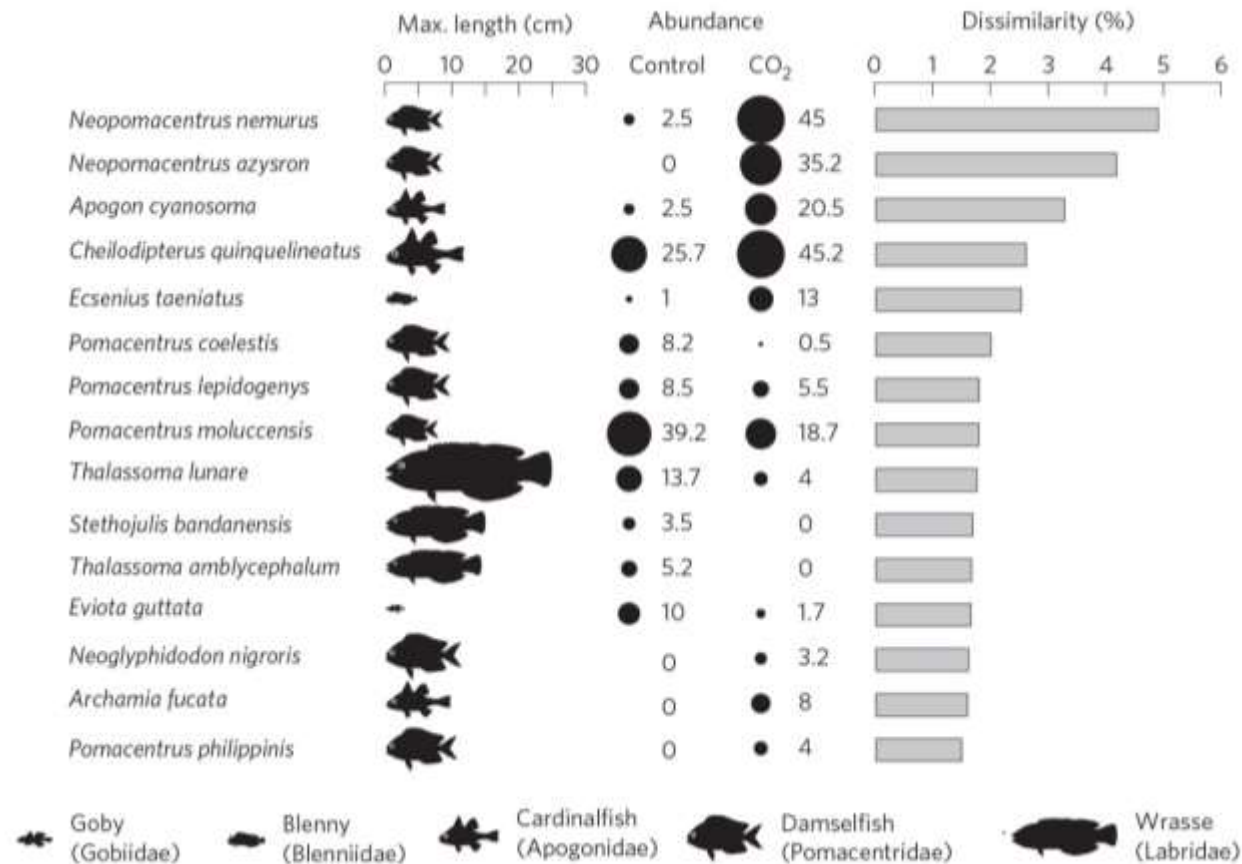 Max. length (cm) Abundance Dissimilarity (%)
0 10 20 30 Control CO₂ 0 1 2 3 4 5 6
Neopomacentrus nemurus 2.5 45
Neopomacentrus azysron 0 35.2
Apogon cyanosoma 2.5 20.5
Cheilodipterus quinquelineatus 25.7 45.2
Ecsenius taeniatus 1 13
Pomacentrus coelestis 8.2 0.5
Pomacentrus lepidogenys 8.5 5.5
Pomacentrus moluccensis 39.2 18.7
Thalassoma lunare 13.7 4
Stethojulis bandanensis 3.5 0
Thalassoma amblycephalum 5.2 0
Eviota guttata 10 1.7
Neoglyphidodon nigroris 0 3.2
Archamia fucata 0 8
Pomacentrus philippinis 0 4
Goby Blenny Cardinalfish Damselfish Wrasse
(Gobiidae) (Blenniidae) (Apogonidae) (Pomacentridae) (Labridae)